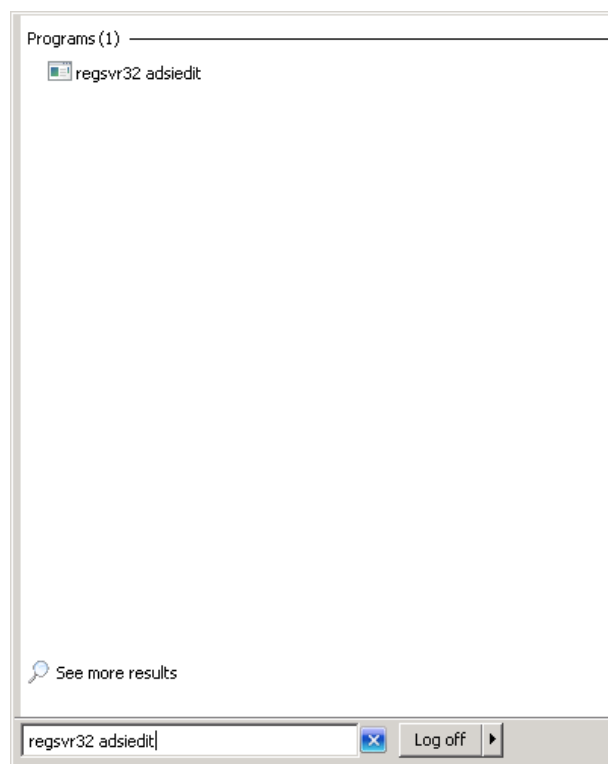 Programs (1)
regsvr32 adsiedit
See more results
regsvr32 adsiedit
Log off